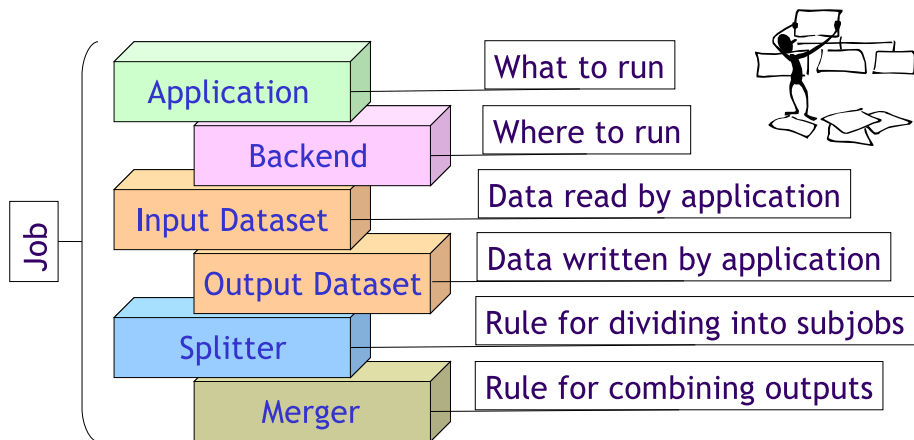 Application
What to run
Backend
Where to run
Input Dataset
Data read by application
Job
Output Dataset
Data written by application
Splitter
Rule for dividing into subjobs
Merger
Rule for combining outputs